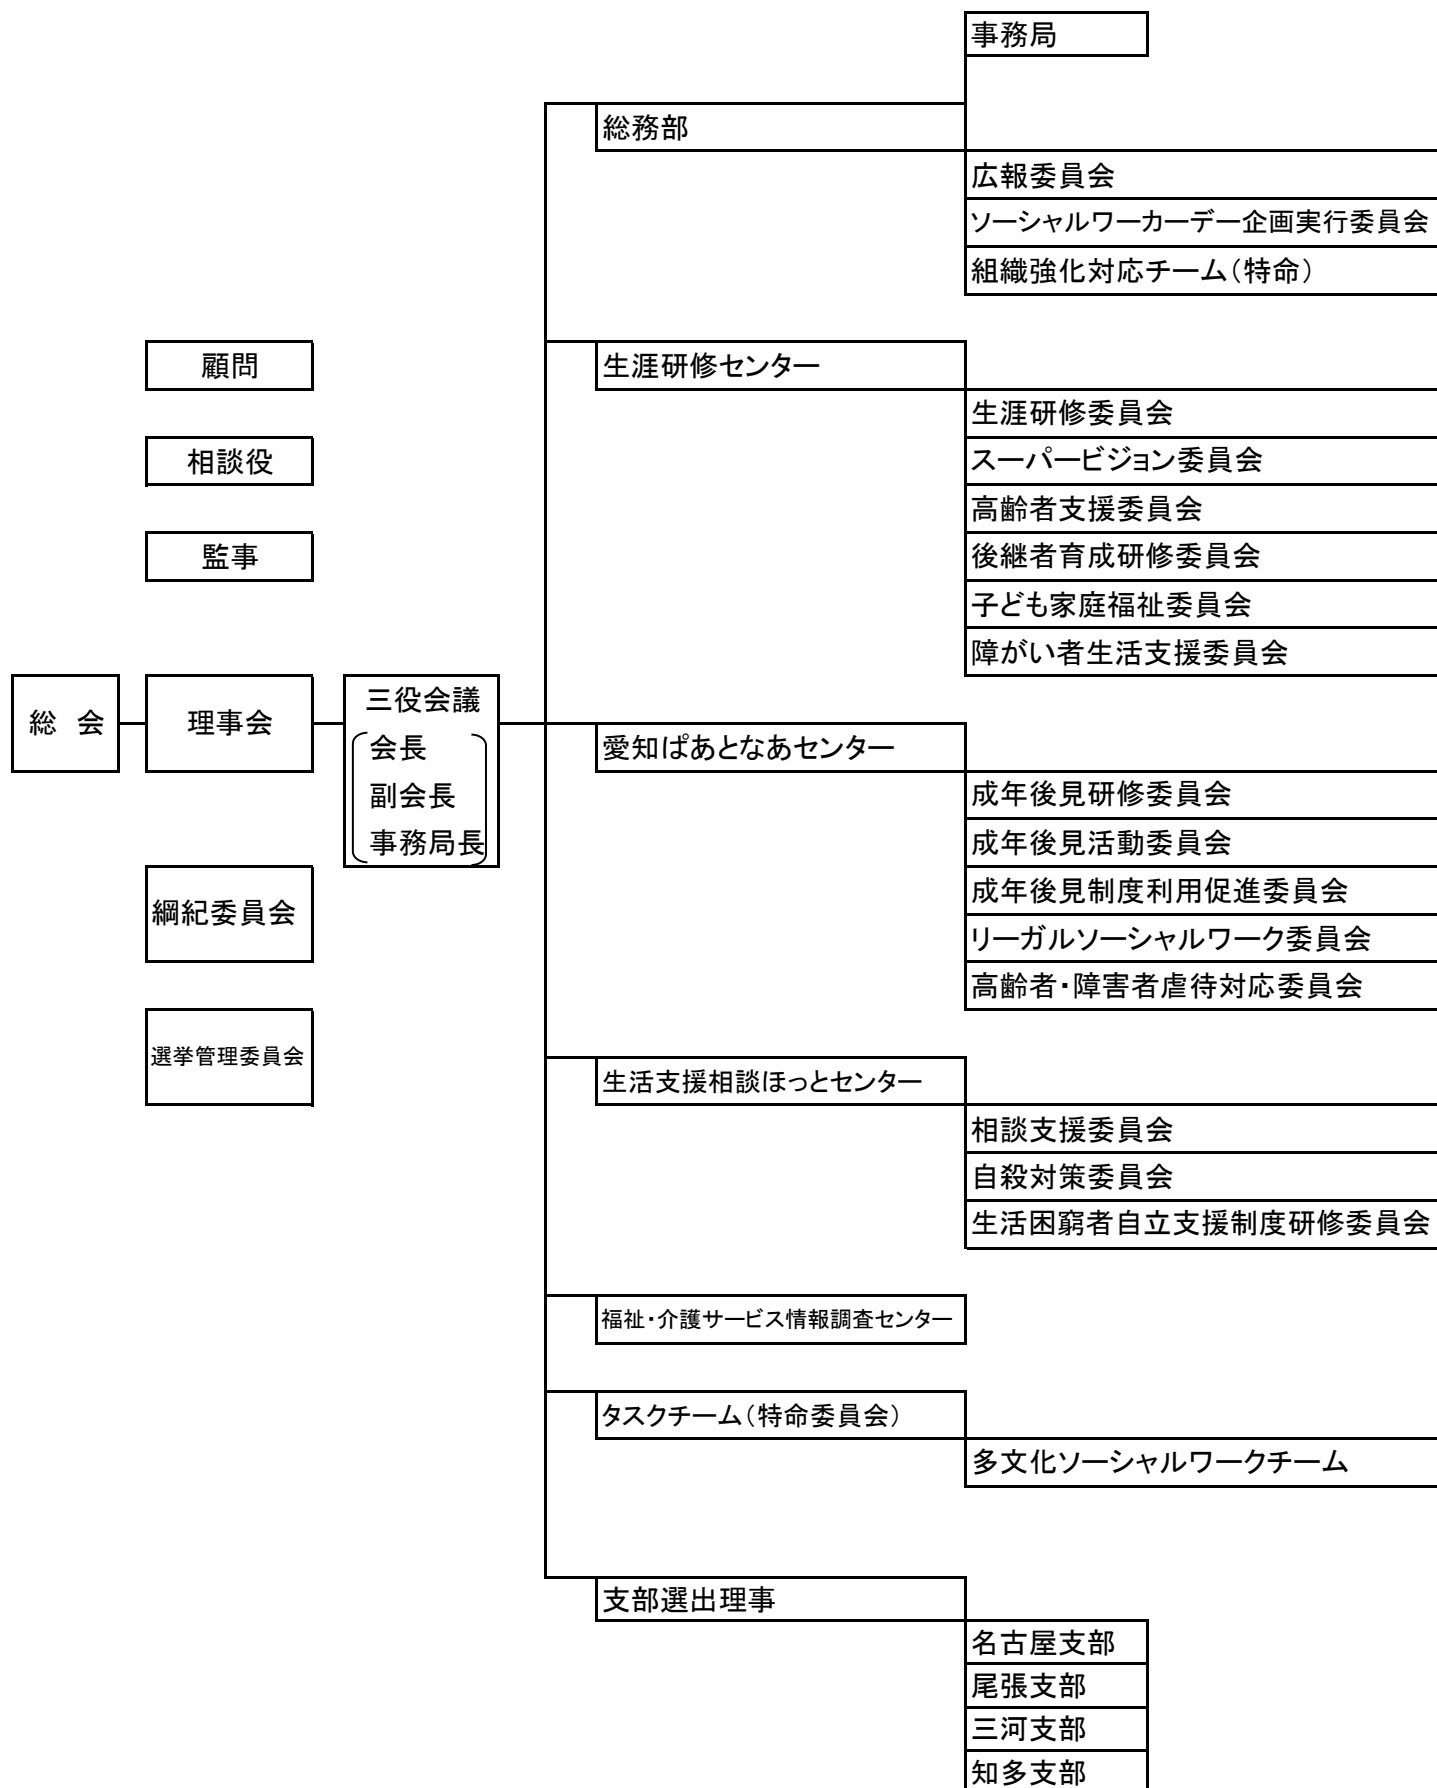 事務局
総務部
広報委員会
ソーシャルワーカーデー企画実行委員会
組織強化対応チーム（特命）
顧問
相談役
監事
総　会
理事会
三役会議
会長
副会長
事務局長
綱紀委員会
選挙管理委員会
生涯研修センター
生涯研修委員会
スーパービジョン委員会
高齢者支援委員会
後継者育成研修委員会
子ども家庭福祉委員会
障がい者生活支援委員会
愛知ぱあとなあセンター
成年後見研修委員会
成年後見活動委員会
成年後見制度利用促進委員会
リーガルソーシャルワーク委員会
高齢者・障害者虐待対応委員会
生活支援相談ほっとセンター
相談支援委員会
自殺対策委員会
生活困窮者自立支援制度研修委員会
福祉・介護サービス情報調査センター
タスクチーム（特命委員会）
多文化ソーシャルワークチーム
支部選出理事
名古屋支部
尾張支部
三河支部
知多支部